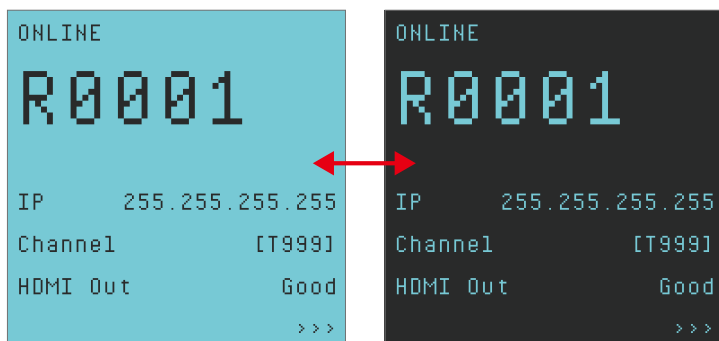 ONLINE
R0001
IP 255.255.255.255
Channel [T999]
HDMI Out Good
>>>
ONLINE
R0001
IP 255.255.255.255
Channel [T999]
HDMI Out Good
>>>